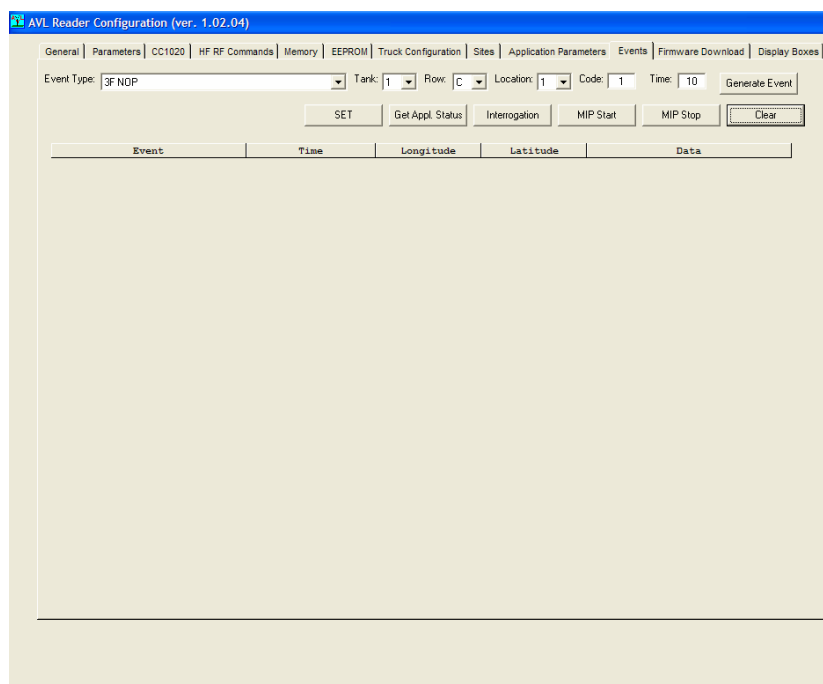 AVL Reader Configuration (ver. 1.02.04)
General Parameters CC1020 HF RF Commands Memory EEPROM Truck Configuration Sites Application Parameters Events Firmware Download Display Boxes
Event Type: 3F NOP Tank: 1 Row: C Location: 1 Code: 1 Time: 10 Generate Event
SET Get Appl. Status Interrogation MIP Start MIP Stop Clear
Event Time Longitude Latitude Data